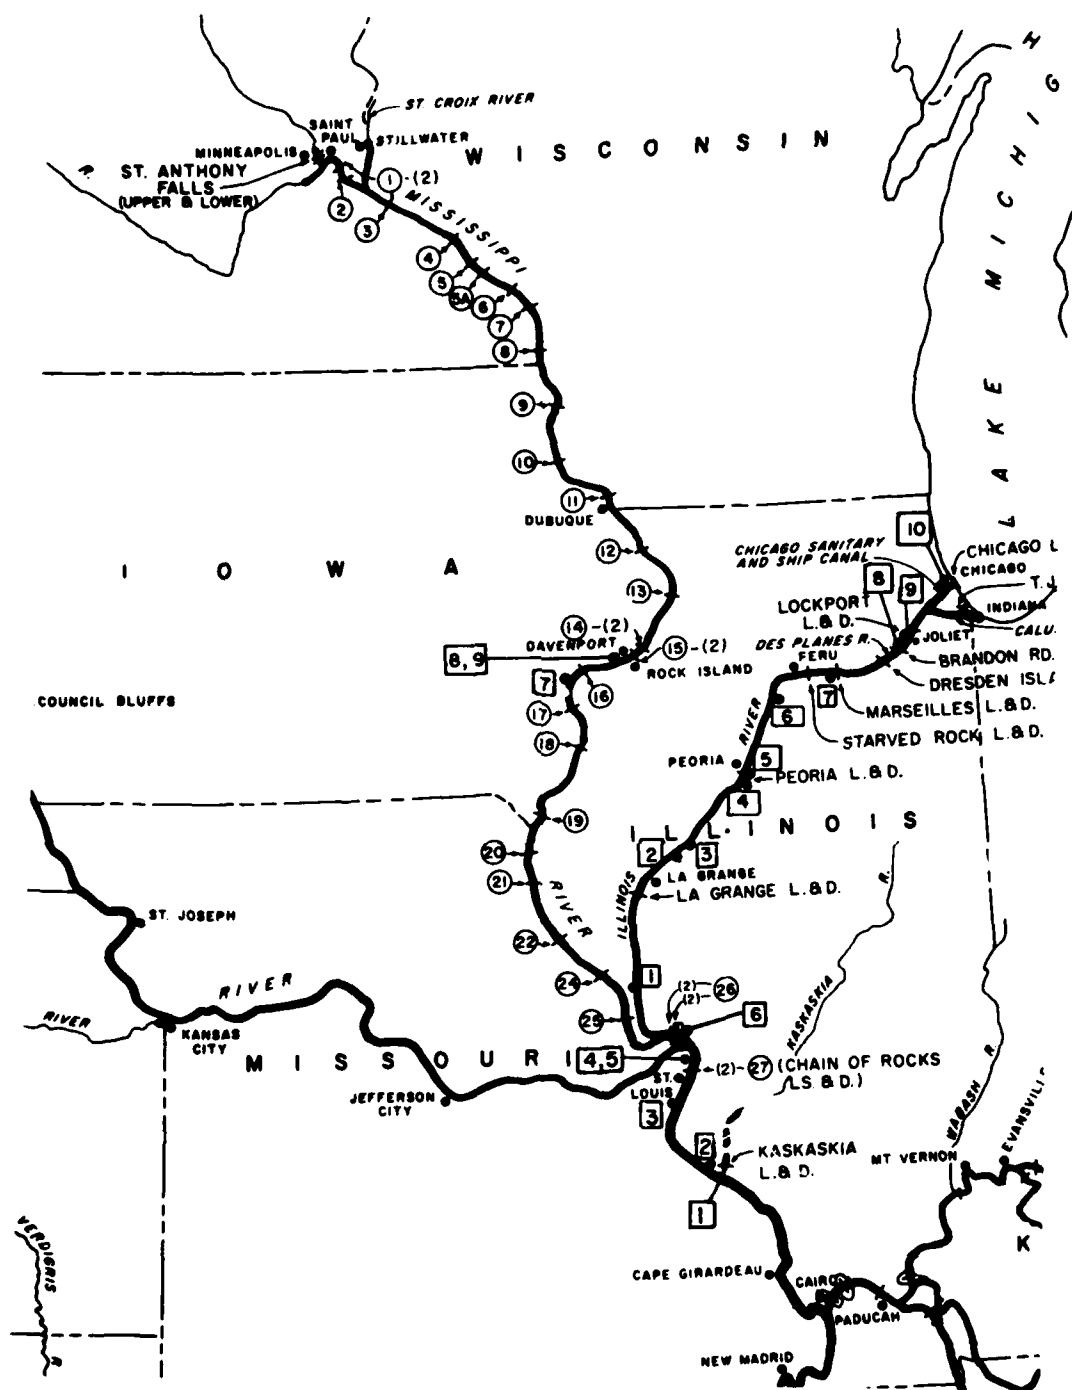 H
G
I
H
C
I
M
LAKE
ST. CROIX RIVER
SAINT
PAUL
STILLWATER
MINNEAPOLIS
WISCONSIN
ST. ANTHONY
FALLS
(UPPER & LOWER)
R.
1-(2)
2
3
MISSISSIPPI
4
5
5A
6
7
8
9
10
11
DUBUQUE
12
10
CHICAGO SANITARY
AND SHIP CANAL
CHICAGO L
CHICAGO
IOWA
13
8
9
T. J
INDIANA
LOCKPORT
L.& D.
CALU.
14-(2)
DAVENPORT
15-(2)
DES PLANES R.
JOLIET
8, 9
ROCK ISLAND
FERU
BRANDON RD.
7
16
7
DRESDEN ISLA
COUNCIL BLUFFS
17
6
MARSEILLES L.&D.
18
RIVER
STARVED ROCK L.&D.
PEORIA
5
PEORIA L.&D.
4
19
ILLINOIS
20
2
3
21
LA GRANGE
LA GRANGE L.&D.
R.
ST. JOSEPH
RIVER
ILLINOIS
22
24
1
RIVER
(2)
(2)-26
KASKASKIA
RIVER
25
6
KANSAS
CITY
MISSOURI
4,5
(2)-27 (CHAIN OF ROCKS
LS. & D.)
R.
ST.
LOUIS
JEFFERSON
CITY
3
WABASH
EVANSVILLE
2
KASKASKIA
L.& D.
MT VERNON
1
VERDIGRIS
K
CAPE GIRARDEAU
CAIRO
PADUCAH
R
NEW MADRID